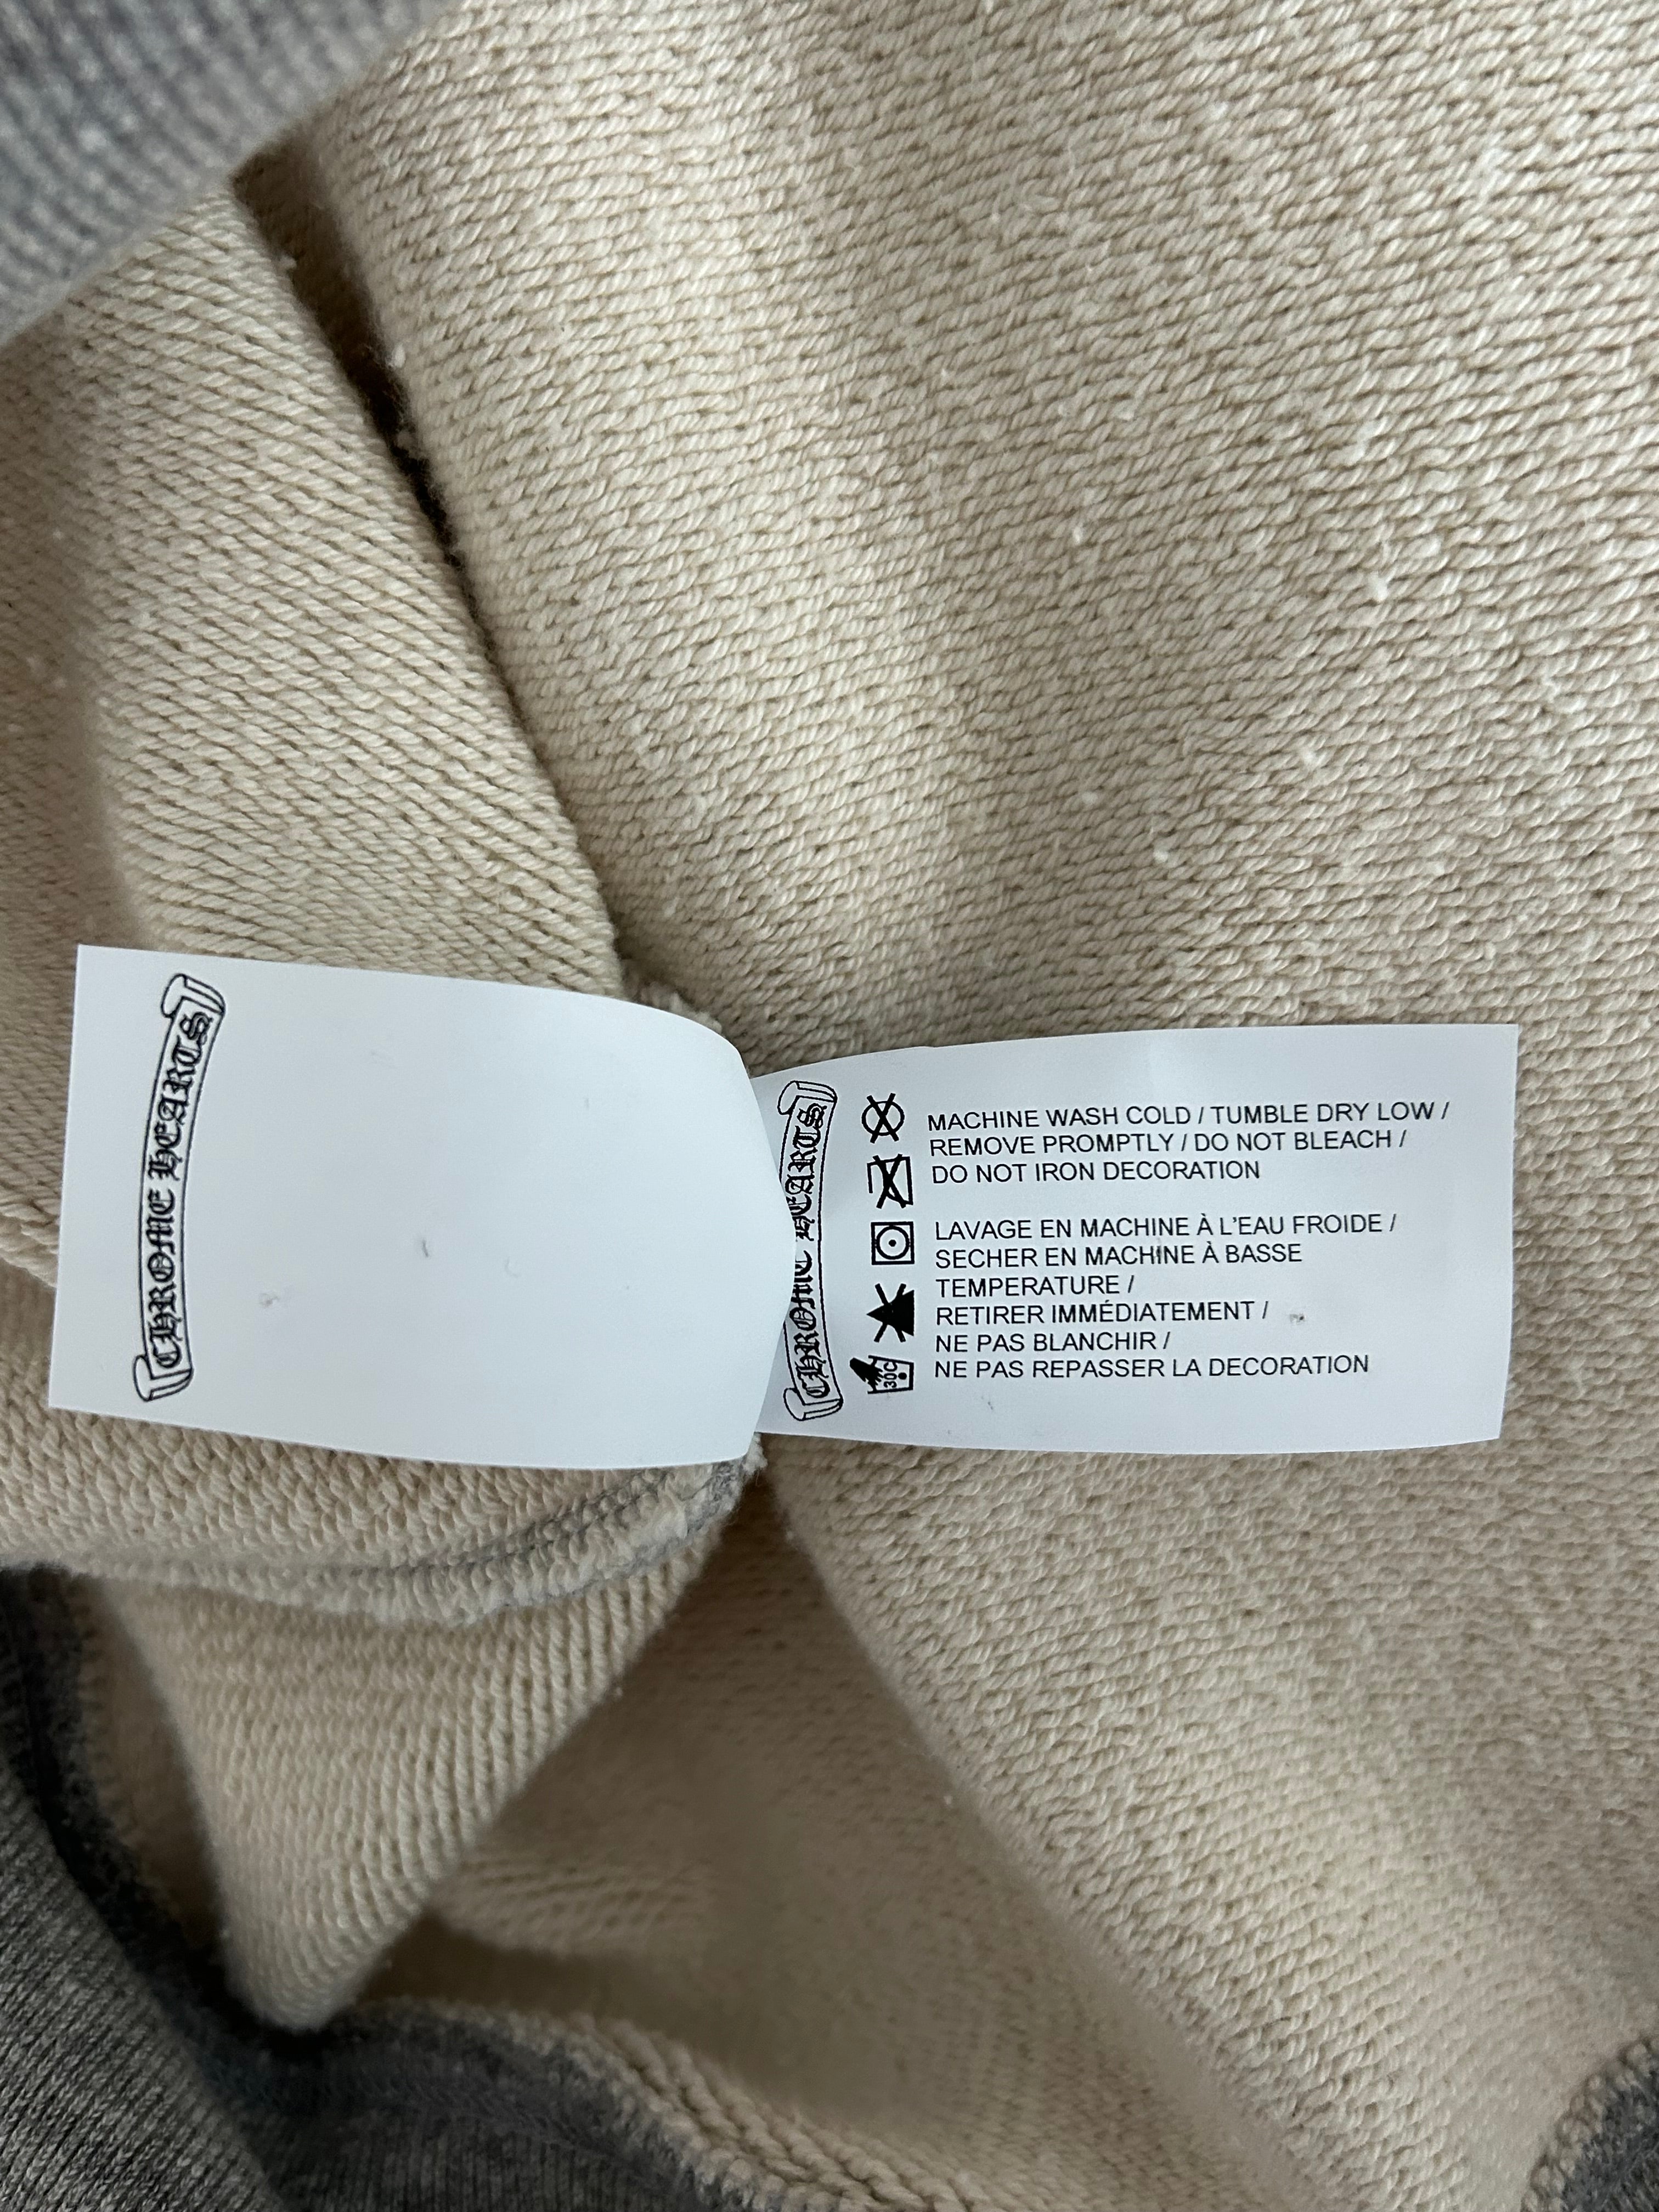 CHROME HEARTS
CHROME HEARTS
MACHINE WASH COLD / TUMBLE DRY LOW /
REMOVE PROMPTLY / DO NOT BLEACH /
DO NOT IRON DECORATION
LAVAGE EN MACHINE À L'EAU FROIDE /
SECHER EN MACHINE À BASSE
TEMPERATURE /
RETIRER IMMÉDIATEMENT /
NE PAS BLANCHIR /
NE PAS REPASSER LA DECORATION
30C